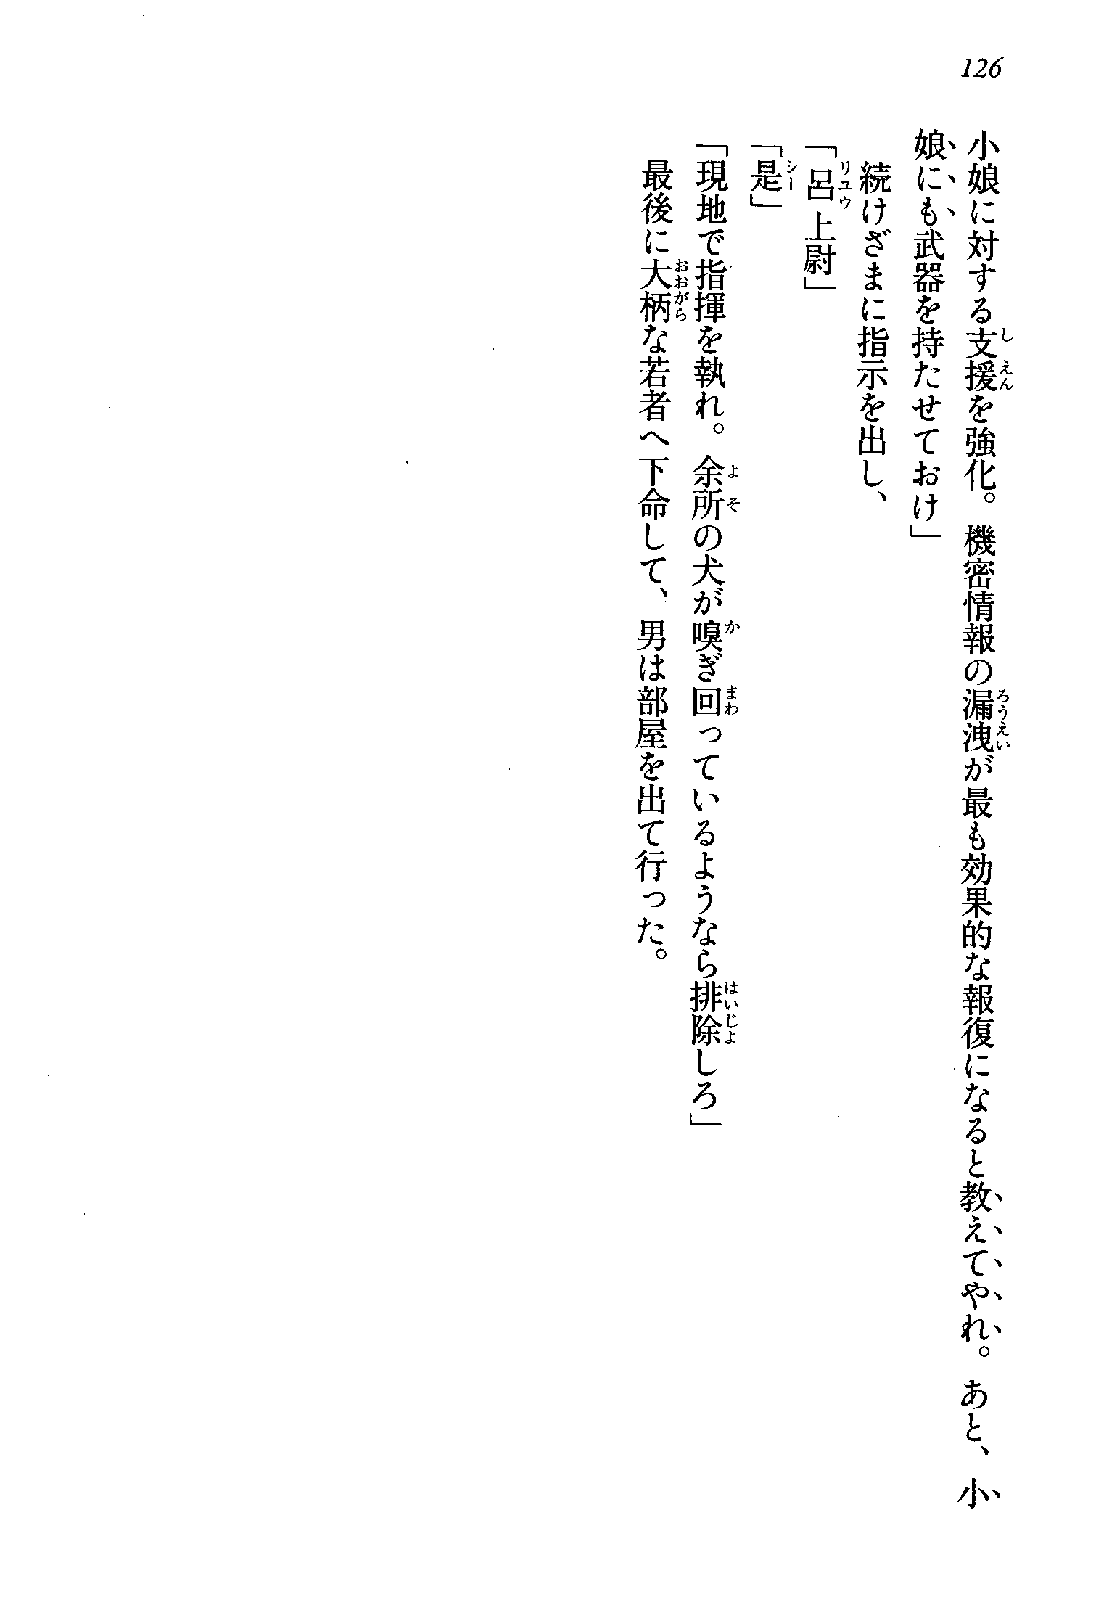 126
小娘に対する支援を強化。機密情報の漏洩が最も効果的な報復になると教えてやれ。あと、小
娘にも武器を持たせておけ」
続けざまに指示を出し、
「呂上尉」
「是」
「現地で指揮を執れ。余所の犬が嗅ぎ回っているようなら排除しろ」
最後に大柄な若者へ下命して、男は部屋を出て行った。